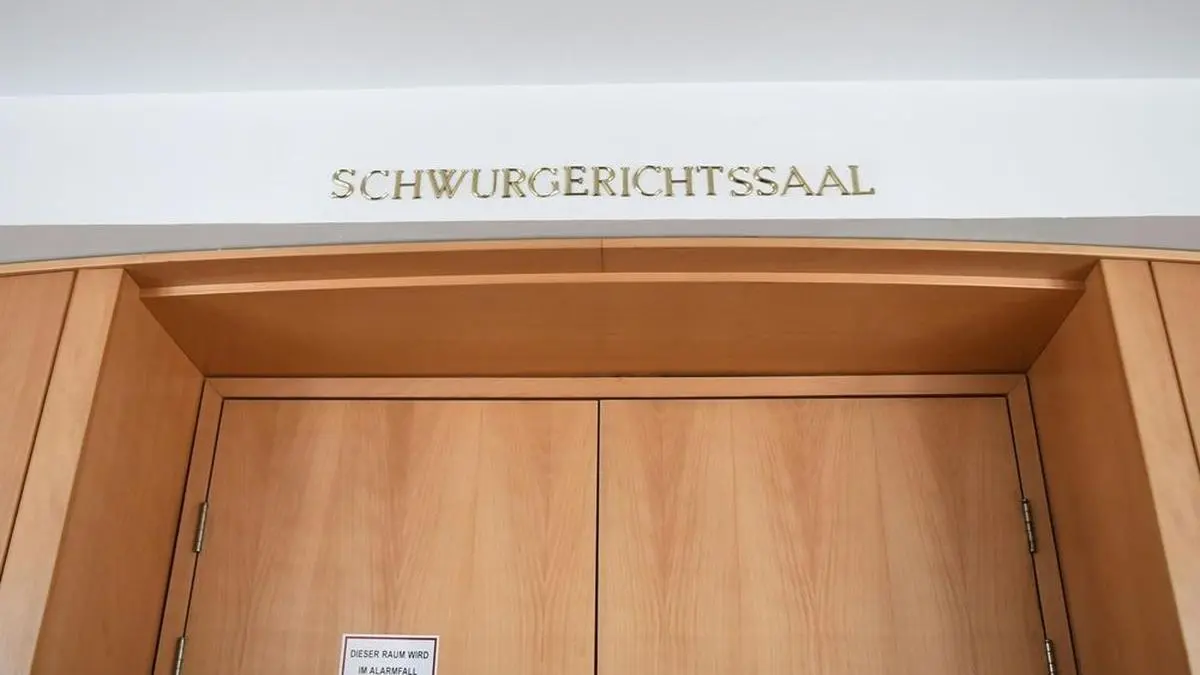 SCHWURGERICHTSSAAL
DIESER RAUM WIRD
IM ALARMFALL